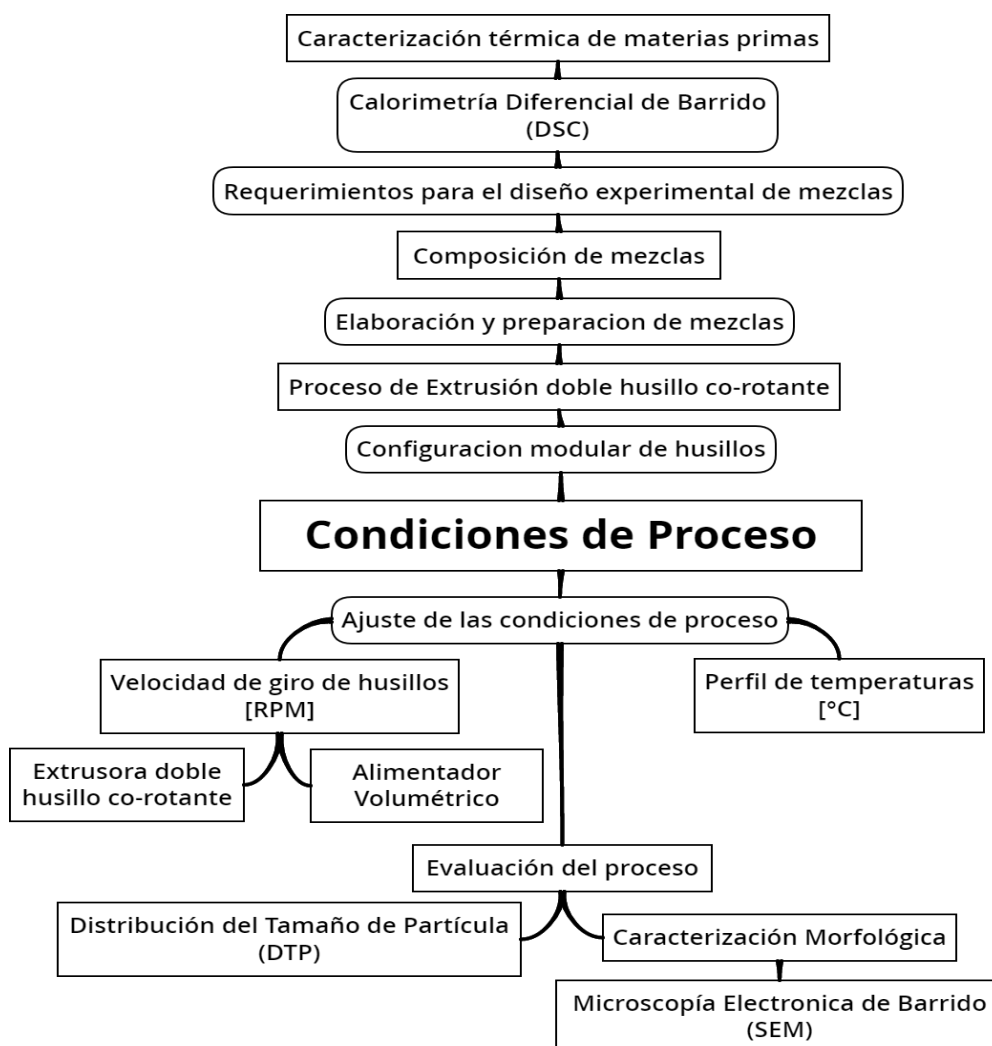 Caracterización térmica de materias primas
Calorimetría Diferencial de Barrido
(DSC)
Requerimientos para el diseño experimental de mezclas
Composición de mezclas
Elaboración y preparacion de mezclas
Proceso de Extrusión doble husillo co-rotante
Configuracion modular de husillos
Condiciones de Proceso
Ajuste de las condiciones de proceso
Velocidad de giro de husillos
[RPM]
Perfil de temperaturas
[°C]
Extrusora doble
husillo co-rotante
Alimentador
Volumétrico
Evaluación del proceso
Distribución del Tamaño de Partícula
(DTP)
Caracterización Morfológica
Microscopía Electronica de Barrido
(SEM)